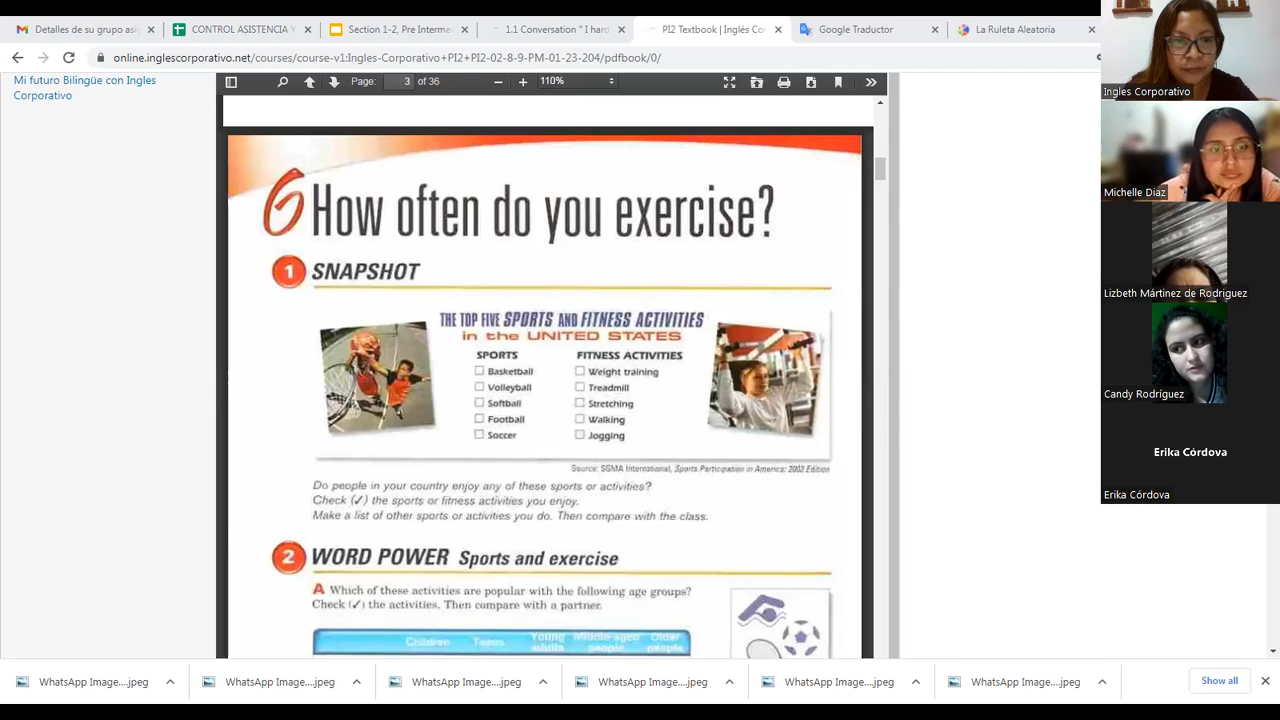 Detalles de su grupo asi
CONTROL ASISTENCIA Y
Section 1-2, Pre Interme
1.1 Conversation " I hard
PI2 Textbook | Inglés Co
Google Traductor
La Ruleta Aleatoria
online.inglescorporativo.net/courses/course-v1:Ingles-Corporativo+PI2+PI2-02-8-9-PM-01-23-204/pdfbook/0/
Mi futuro Bilingüe con Ingles
Corporativo
Page: 3 of 36
110%
6 How often do you exercise?
1 SNAPSHOT
THE TOP FIVE SPORTS AND FITNESS ACTIVITIES
in the UNITED STATES
SPORTS FITNESS ACTIVITIES
Basketball Weight training
Volleyball Treadmill
Softball Stretching
Football Walking
Soccer Jogging
Source: SGMA International, Sports Participation in America: 2002 Edition
Do people in your country enjoy any of these sports or activities?
Check (✓) the sports or fitness activities you enjoy.
Make a list of other sports or activities you do. Then compare with the class.
2 WORD POWER Sports and exercise
A Which of these activities are popular with the following age groups?
Check (✓) the activities. Then compare with a partner.
Children Teens Young adults Middle-aged people Older people
Ingles Corporativo
Michelle Diaz
Lizbeth Mártinez de Rodriguez
Candy Rodríguez
Erika Córdova
Erika Córdova
WhatsApp Image....jpeg
WhatsApp Image....jpeg
WhatsApp Image....jpeg
WhatsApp Image....jpeg
WhatsApp Image....jpeg
WhatsApp Image....jpeg
Show all